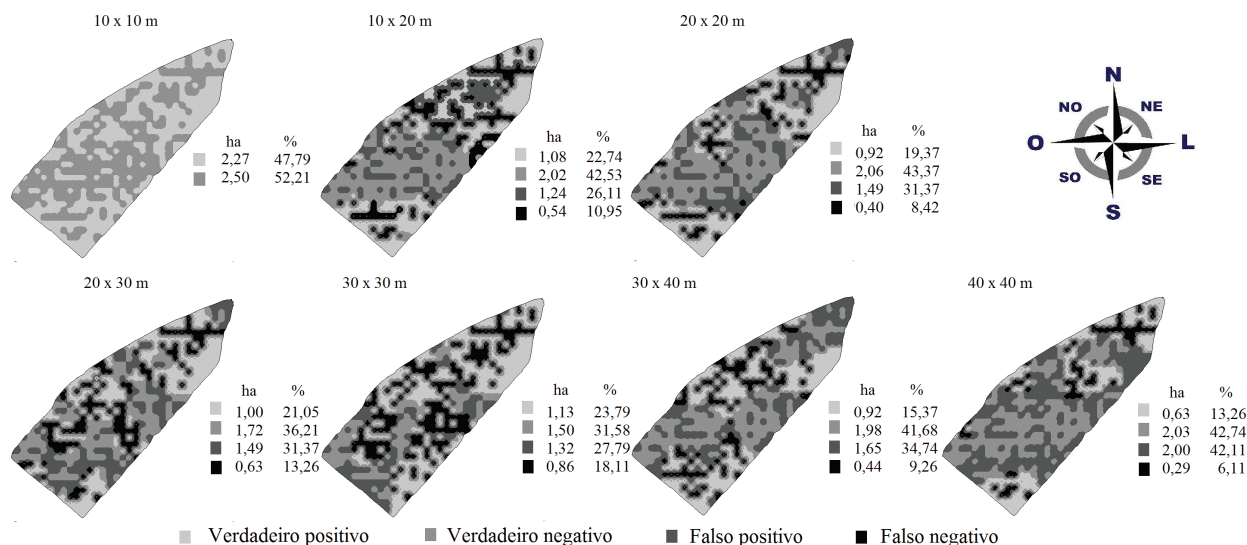 10 x 10 m
10 x 20 m
20 x 20 m
ha %
2,27 47,79
2,50 52,21
ha %
1,08 22,74
2,02 42,53
1,24 26,11
0,54 10,95
ha %
0,92 19,37
2,06 43,37
1,49 31,37
0,40 8,42
N
NO NE
O L
SO SE
S
20 x 30 m
30 x 30 m
30 x 40 m
40 x 40 m
ha %
1,00 21,05
1,72 36,21
1,49 31,37
0,63 13,26
ha %
1,13 23,79
1,50 31,58
1,32 27,79
0,86 18,11
ha %
0,92 15,37
1,98 41,68
1,65 34,74
0,44 9,26
ha %
0,63 13,26
2,03 42,74
2,00 42,11
0,29 6,11
Verdadeiro positivo Verdadeiro negativo Falso positivo Falso negativo